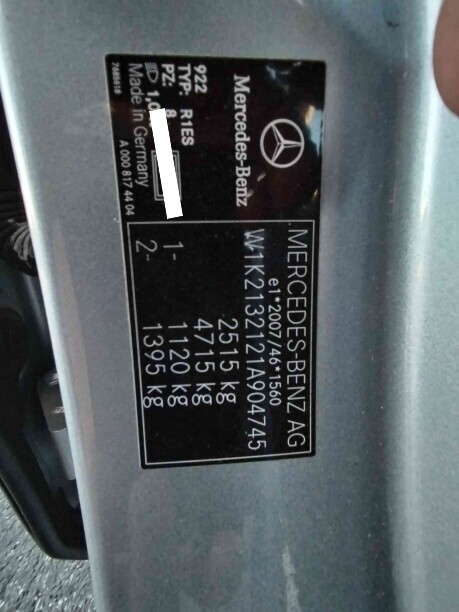 MERCEDES-BENZ AG
e1*2007/46*1560
W1K2132121A904745
2515 kg
4715 kg
1- 1120 kg
2- 1395 kg
Mercedes-Benz
922
TYP: R1ES
PZ: 8
Made in Germany
A 000 817 44 04